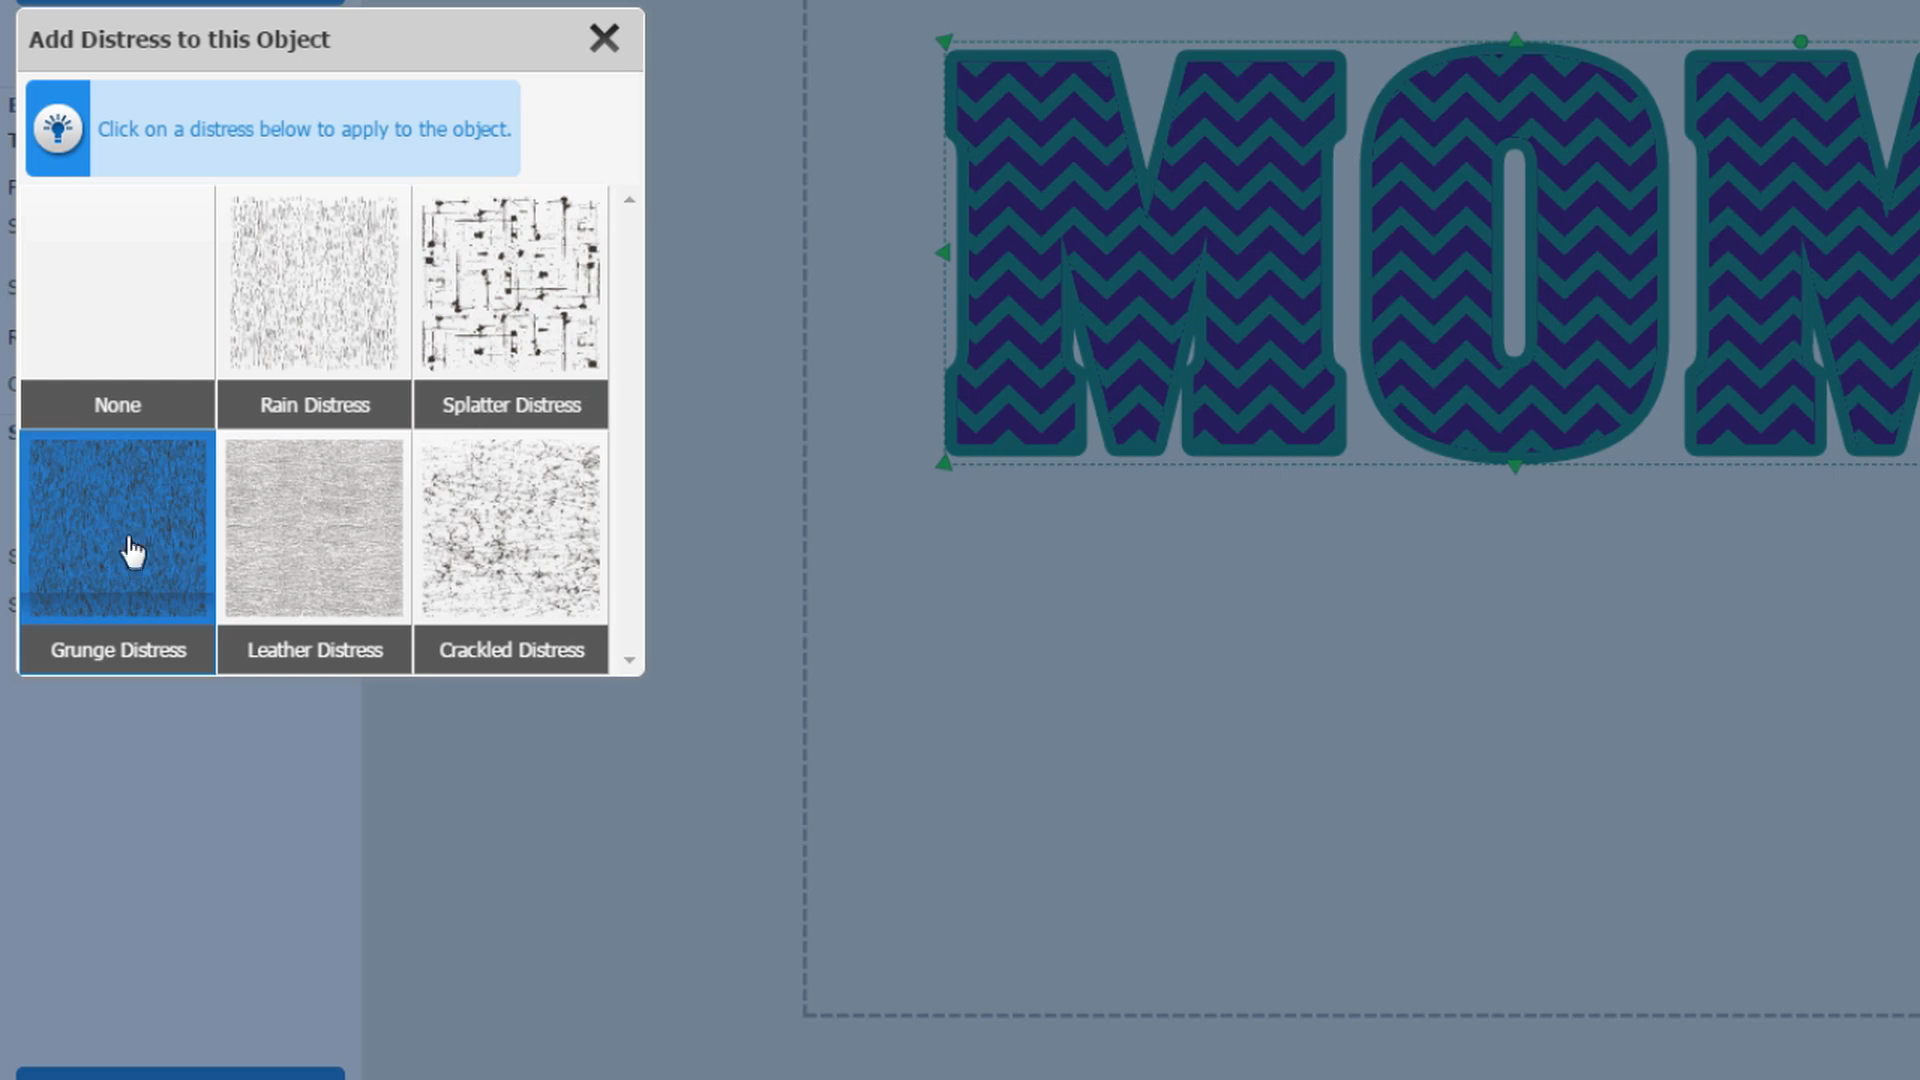 Add Distress to this Object
Click on a distress below to apply to the object.
None
Rain Distress
Splatter Distress
Grunge Distress
Leather Distress
Crackled Distress
MOM